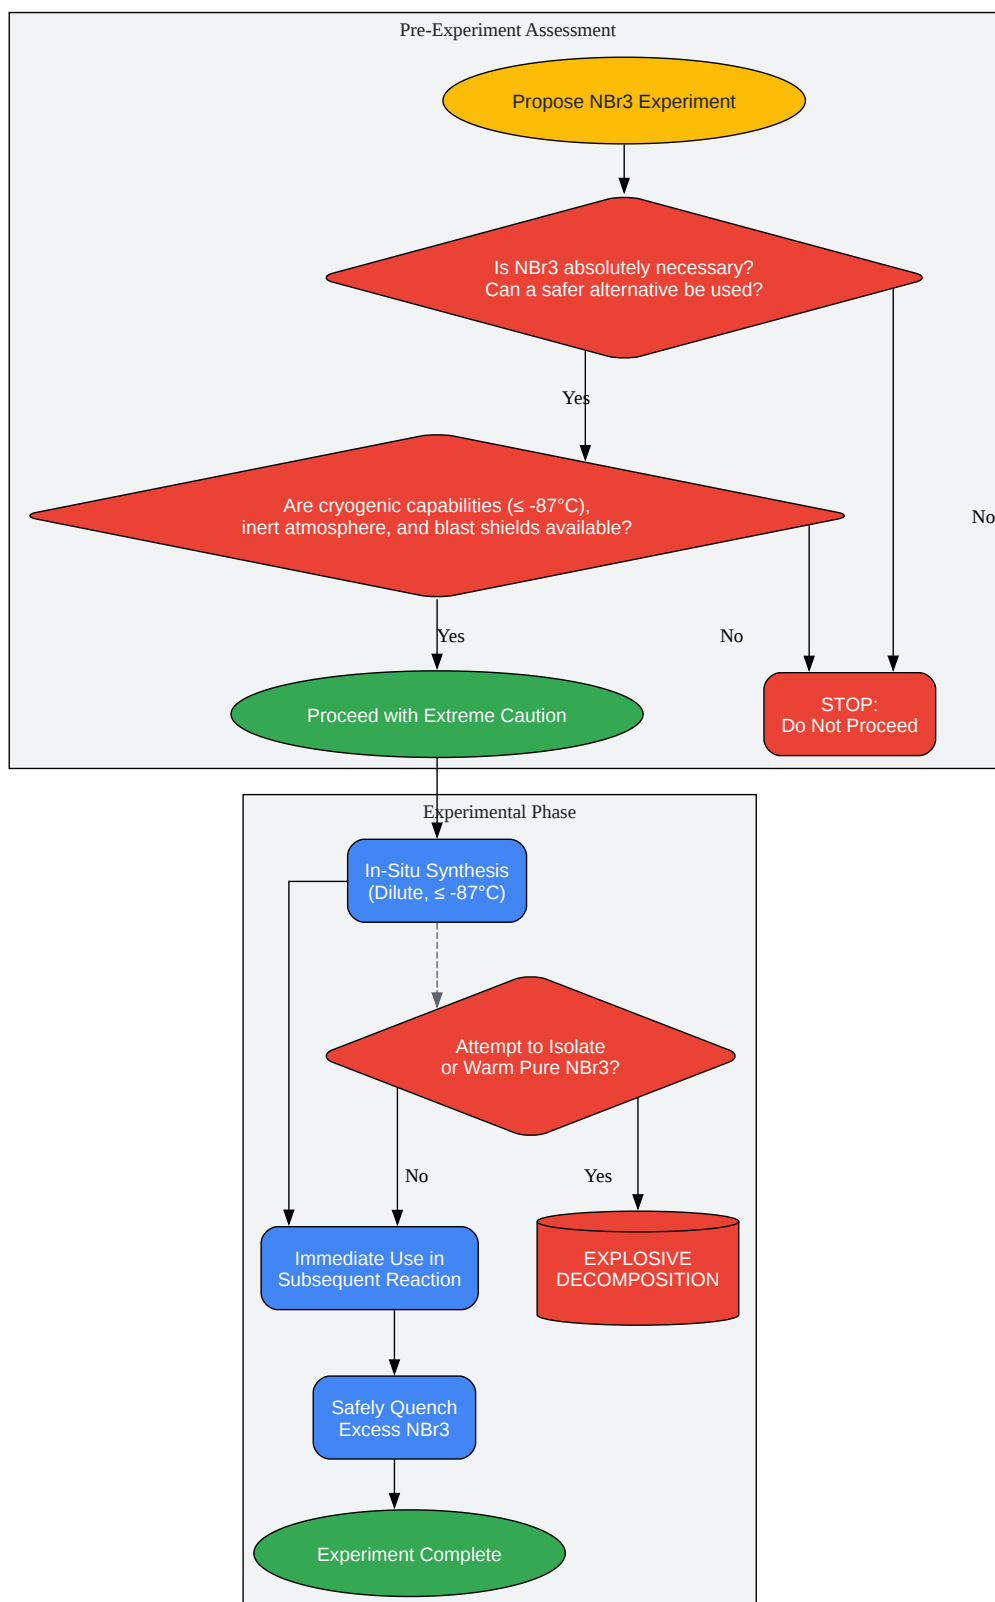 Pre-Experiment Assessment
Propose NBr3 Experiment
Is NBr3 absolutely necessary?
Can a safer alternative be used?
Yes
Are cryogenic capabilities (≤ -87°C),
inert atmosphere, and blast shields available?
No
Yes
No
Proceed with Extreme Caution
STOP:
Do Not Proceed
Experimental Phase
In-Situ Synthesis
(Dilute, ≤ -87°C)
Attempt to Isolate
or Warm Pure NBr3?
No
Yes
Immediate Use in
Subsequent Reaction
EXPLOSIVE
DECOMPOSITION
Safely Quench
Excess NBr3
Experiment Complete